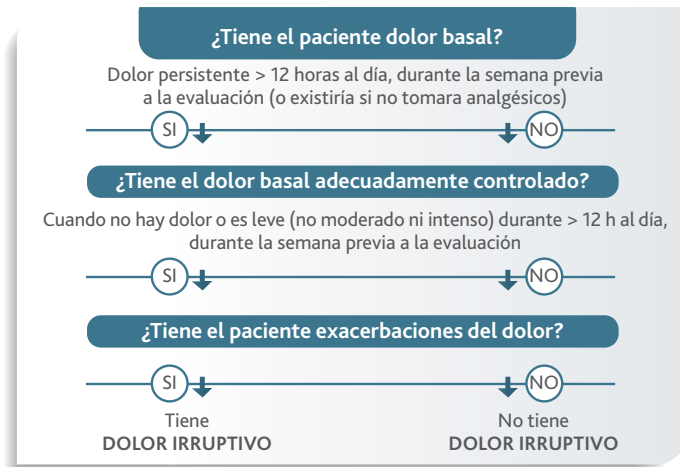 ¿Tiene el paciente dolor basal?
Dolor persistente > 12 horas al día, durante la semana previa
a la evaluación (o existiría si no tomara analgésicos)
SI NO
¿Tiene el dolor basal adecuadamente controlado?
Cuando no hay dolor o es leve (no moderado ni intenso) durante > 12 h al día,
durante la semana previa a la evaluación
SI NO
¿Tiene el paciente exacerbaciones del dolor?
SI NO
Tiene No tiene
DOLOR IRRUPTIVO DOLOR IRRUPTIVO